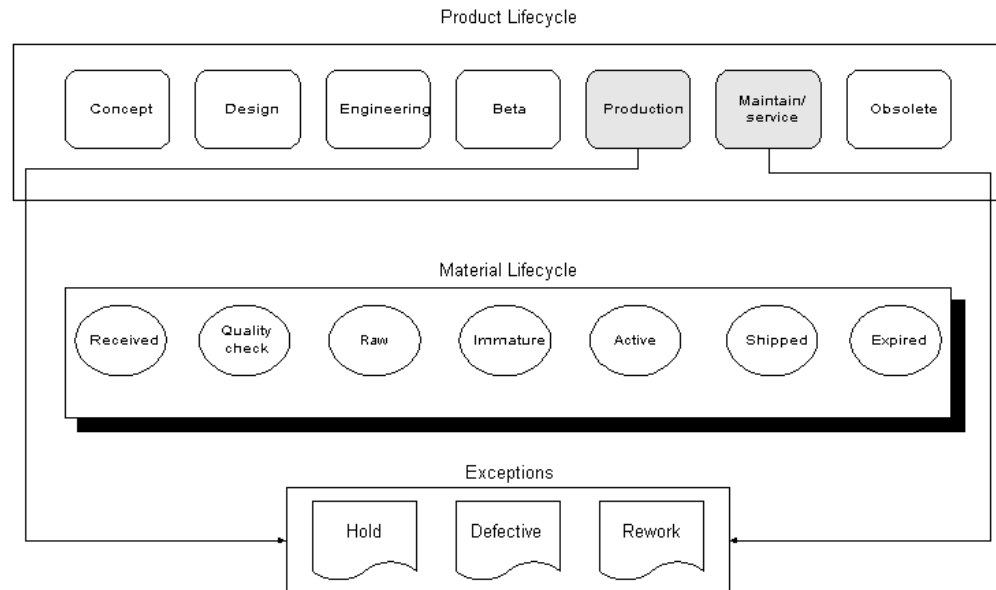 Product Lifecycle
Concept
Design
Engineering
Beta
Production
Maintain/
service
Obsolete
Material Lifecycle
Received
Quality
check
Raw
Immature
Active
Shipped
Expired
Exceptions
Hold
Defective
Rework